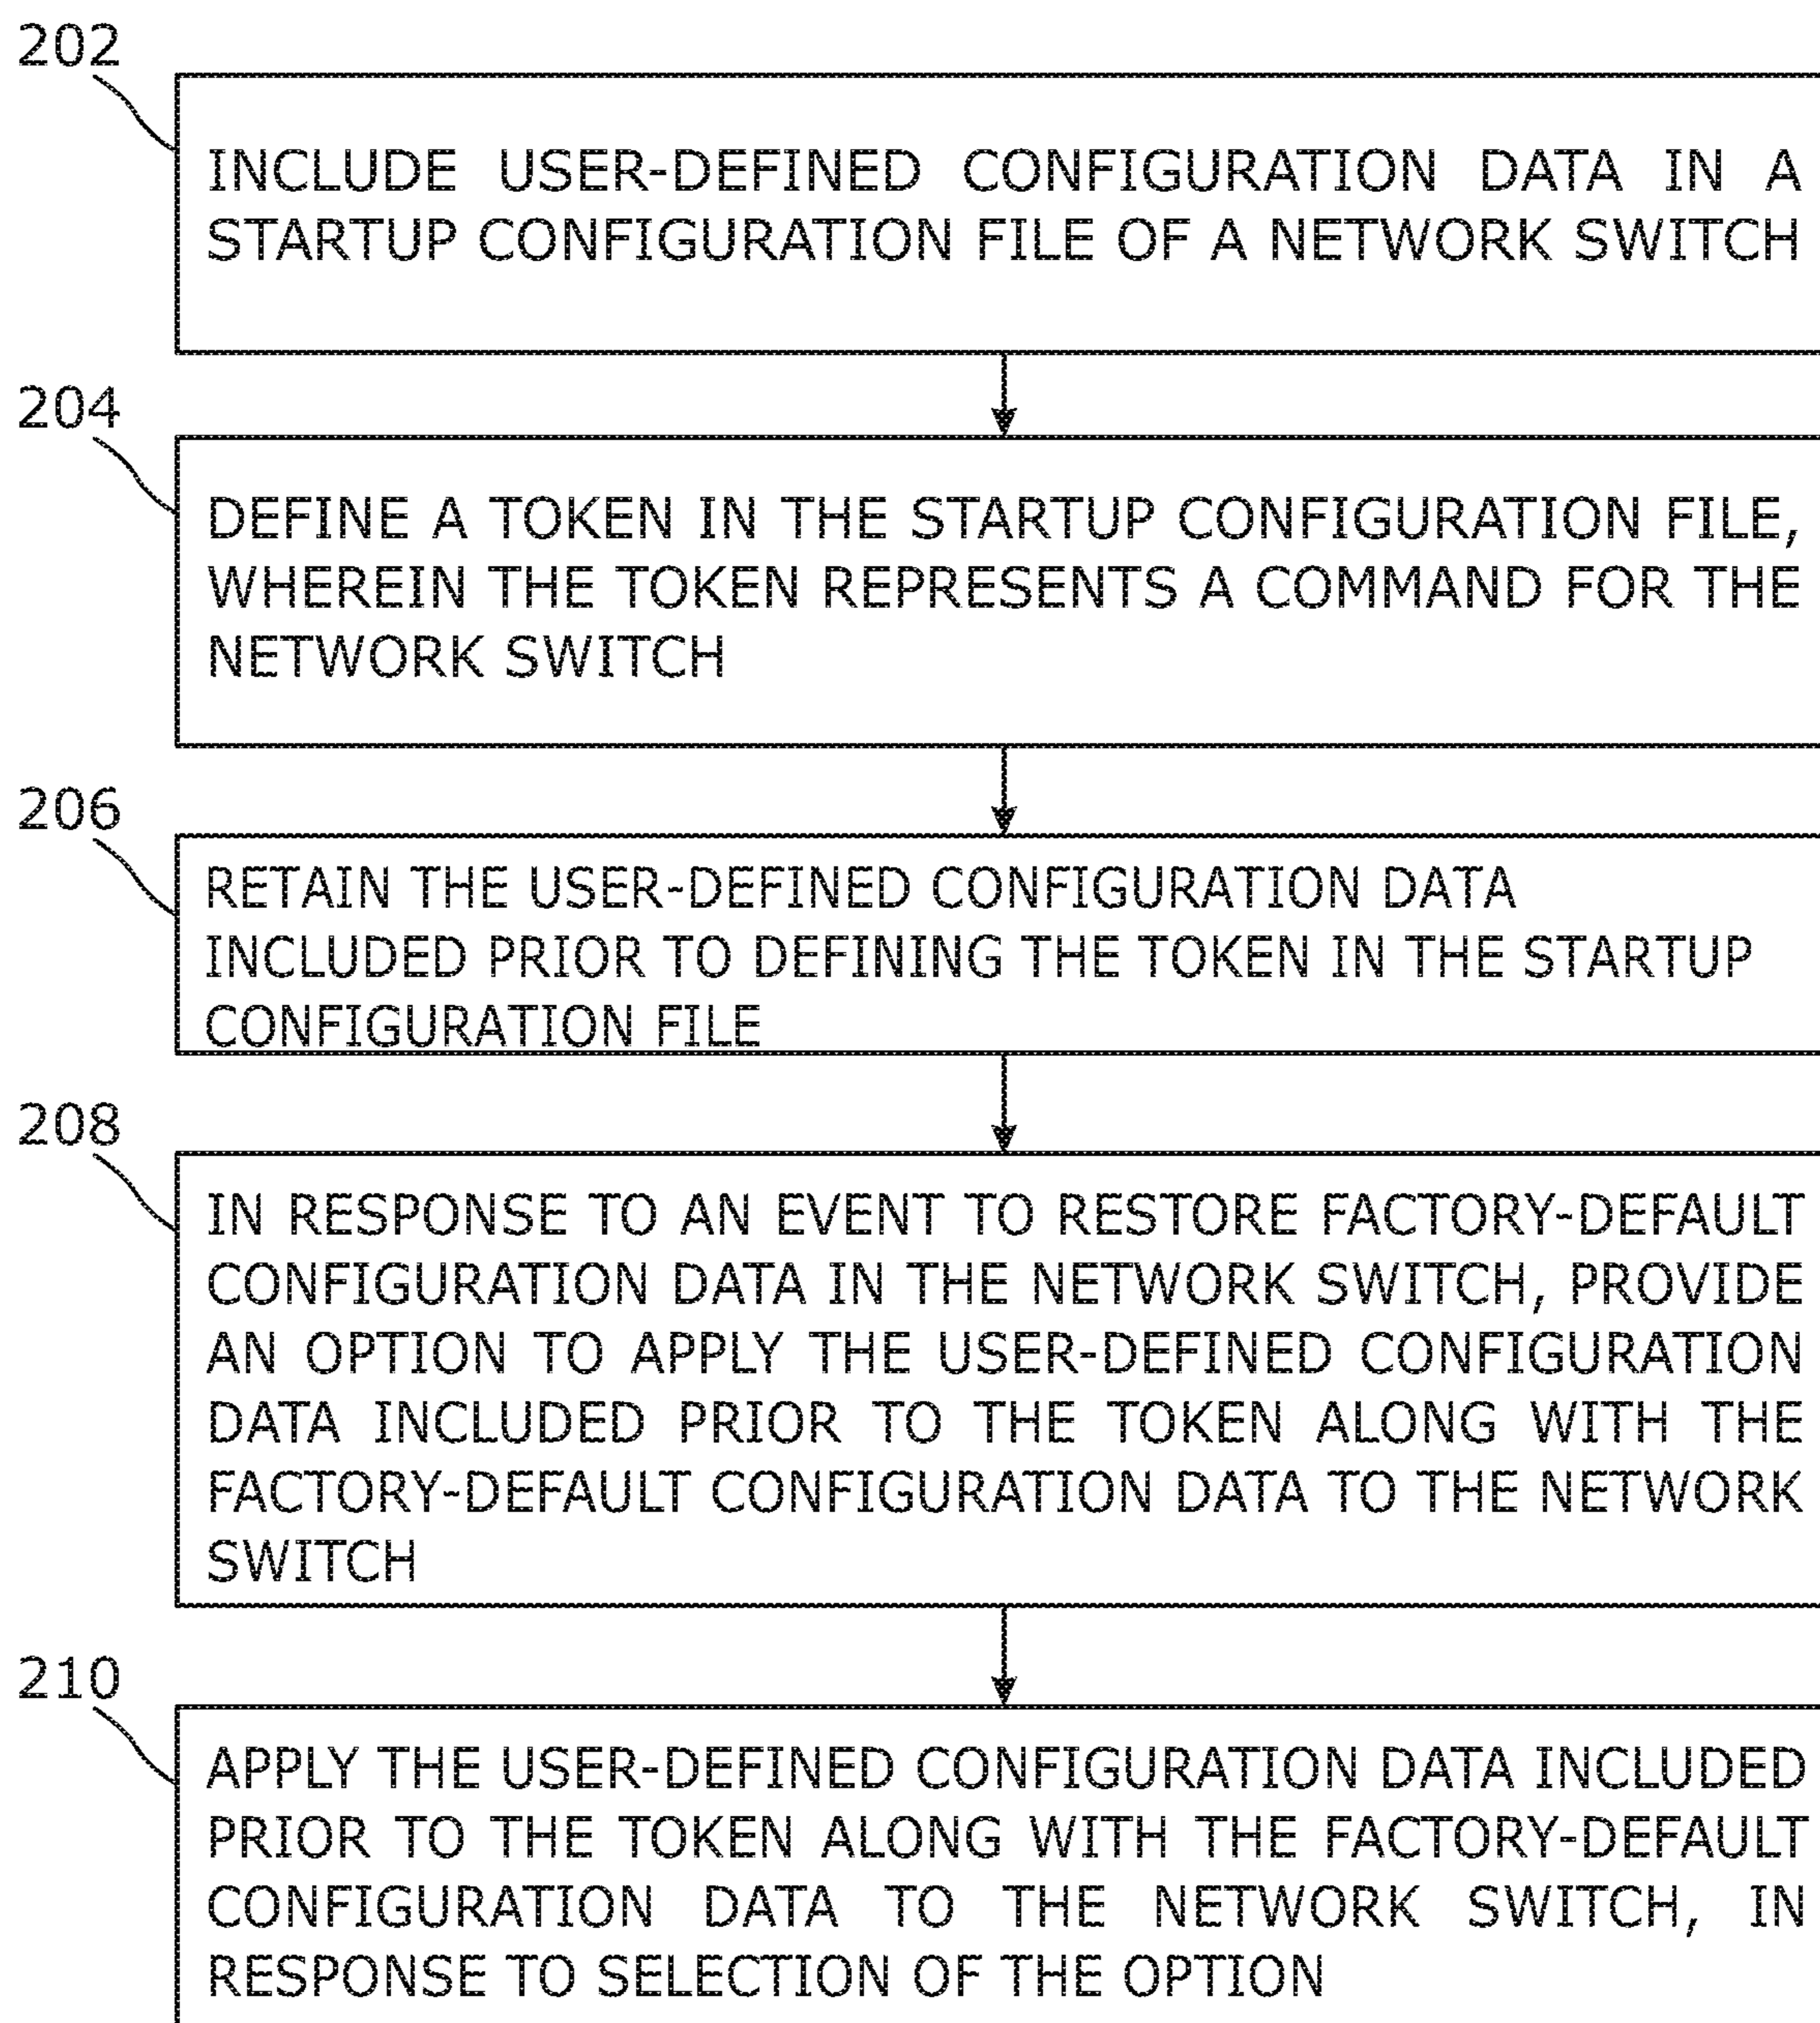 202
INCLUDE USER-DEFINED CONFIGURATION DATA IN A
STARTUP CONFIGURATION FILE OF A NETWORK SWITCH
204
DEFINE A TOKEN IN THE STARTUP CONFIGURATION FILE,
WHEREIN THE TOKEN REPRESENTS A COMMAND FOR THE
NETWORK SWITCH
206
RETAIN THE USER-DEFINED CONFIGURATION DATA
INCLUDED PRIOR TO DEFINING THE TOKEN IN THE STARTUP
CONFIGURATION FILE
208
IN RESPONSE TO AN EVENT TO RESTORE FACTORY-DEFAULT
CONFIGURATION DATA IN THE NETWORK SWITCH, PROVIDE
AN OPTION TO APPLY THE USER-DEFINED CONFIGURATION
DATA INCLUDED PRIOR TO THE TOKEN ALONG WITH THE
FACTORY-DEFAULT CONFIGURATION DATA TO THE NETWORK
SWITCH
210
APPLY THE USER-DEFINED CONFIGURATION DATA INCLUDED
PRIOR TO THE TOKEN ALONG WITH THE FACTORY-DEFAULT
CONFIGURATION DATA TO THE NETWORK SWITCH, IN
RESPONSE TO SELECTION OF THE OPTION